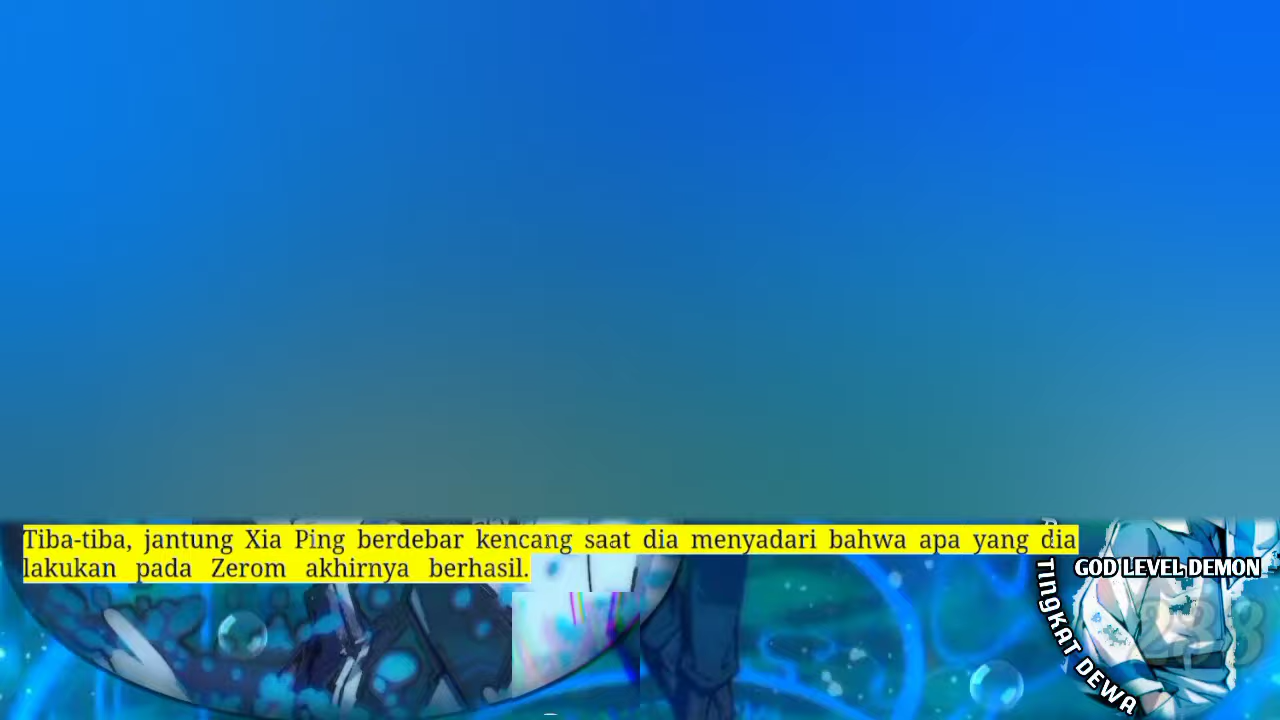 Tiba-tiba, jantung Xia Ping berdebar kencang saat dia menyadari bahwa apa yang dia
lakukan pada Zerom akhirnya berhasil.
GOD LEVEL DEMON
TINGKAT DEWA